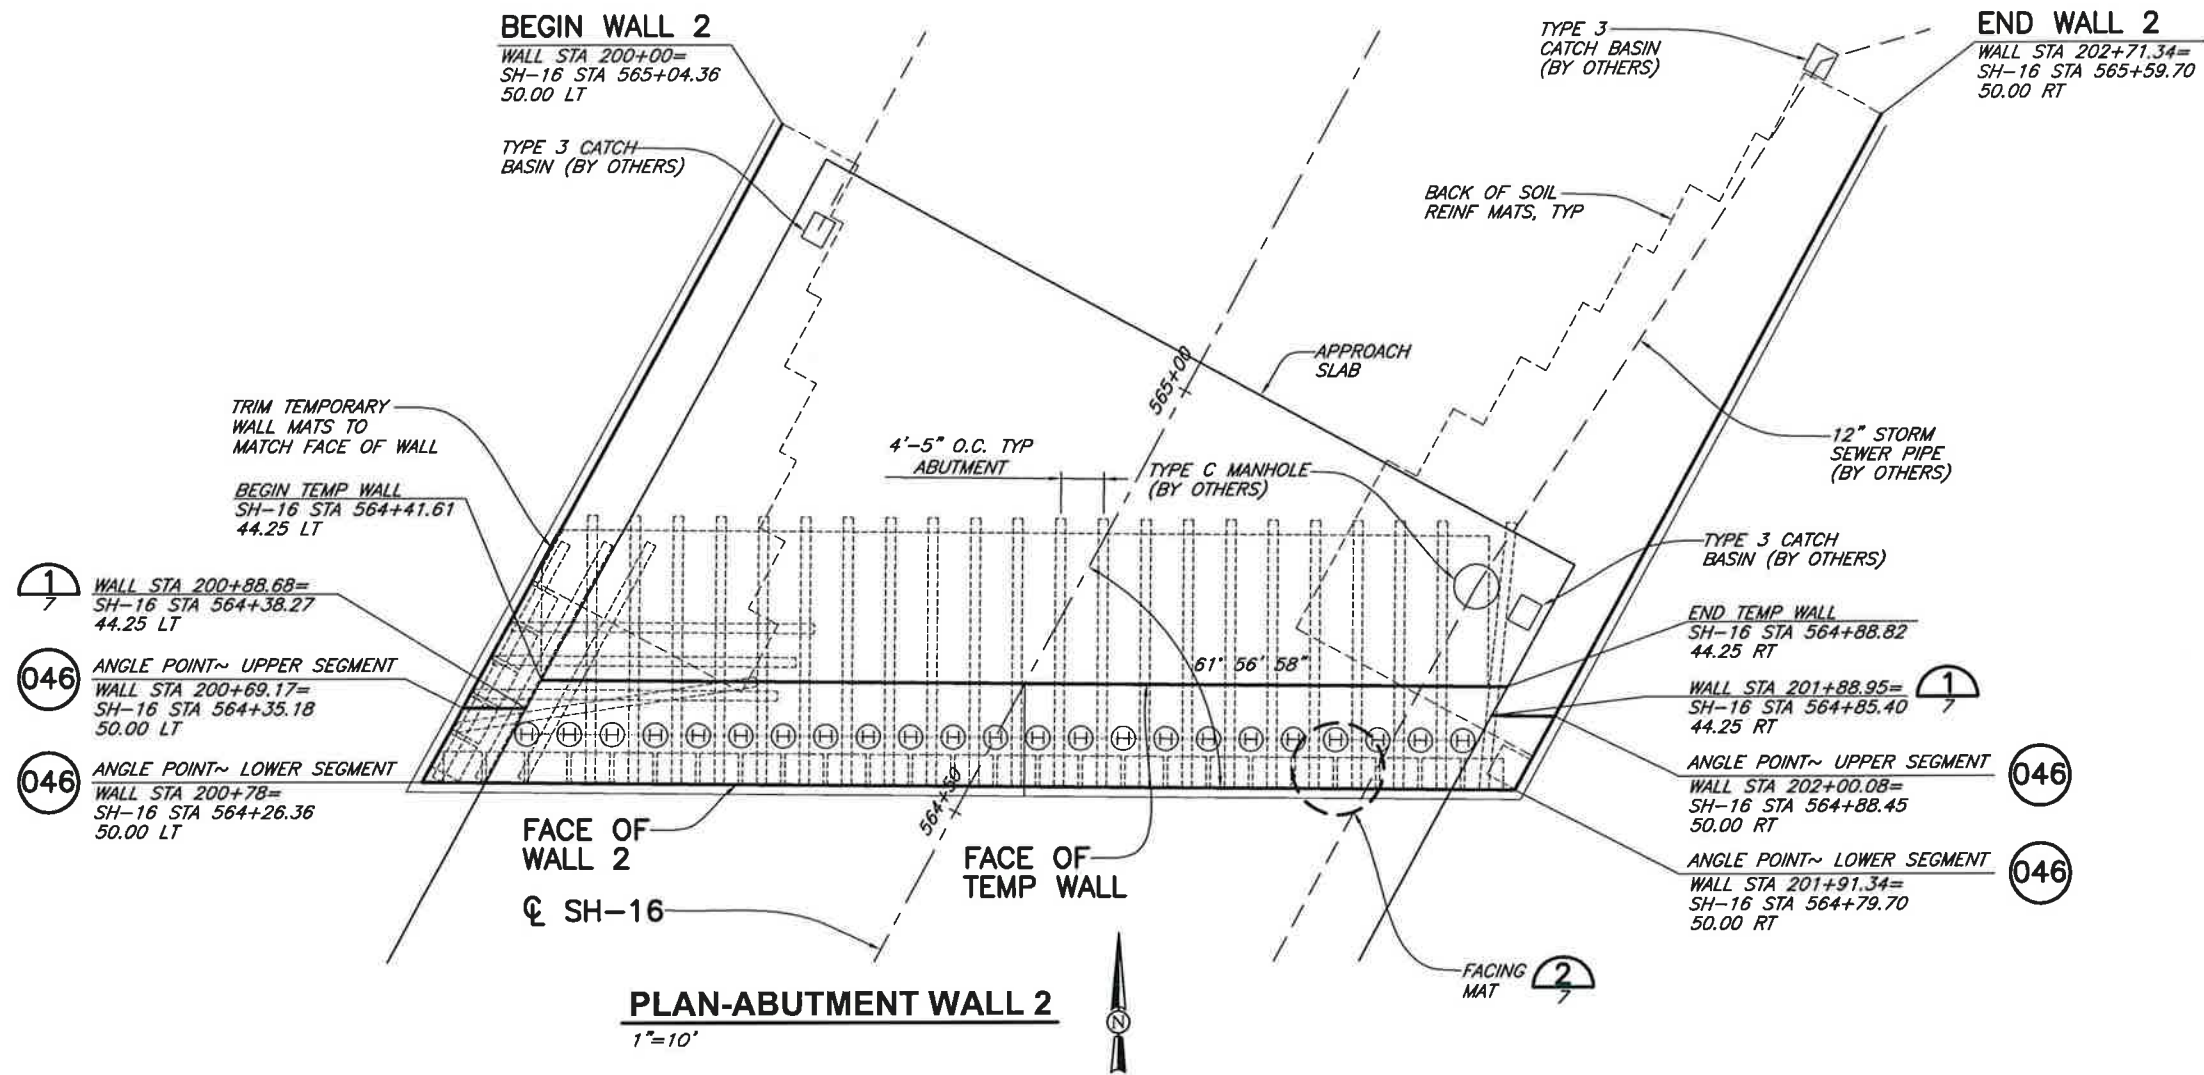 BEGIN WALL 2
WALL STA 200+00=
SH-16 STA 565+04.36
50.00 LT
TYPE 3 CATCH
BASIN (BY OTHERS)
TYPE 3
CATCH BASIN
(BY OTHERS)
END WALL 2
WALL STA 202+71.34=
SH-16 STA 565+59.70
50.00 RT
BACK OF SOIL
REINF MATS, TYP
565+00
APPROACH
SLAB
TRIM TEMPORARY
WALL MATS TO
MATCH FACE OF WALL
4'-5" O.C. TYP
ABUTMENT
TYPE C MANHOLE
(BY OTHERS)
12" STORM
SEWER PIPE
(BY OTHERS)
BEGIN TEMP WALL
SH-16 STA 564+41.61
44.25 LT
TYPE 3 CATCH
BASIN (BY OTHERS)
1
7
WALL STA 200+88.68=
SH-16 STA 564+38.27
44.25 LT
END TEMP WALL
SH-16 STA 564+88.82
44.25 RT
61° 56' 58"
046
ANGLE POINT~ UPPER SEGMENT
WALL STA 200+69.17=
SH-16 STA 564+35.18
50.00 LT
WALL STA 201+88.95=
SH-16 STA 564+85.40
44.25 RT
1
7
046
ANGLE POINT~ LOWER SEGMENT
WALL STA 200+78=
SH-16 STA 564+26.36
50.00 LT
ANGLE POINT~ UPPER SEGMENT
WALL STA 202+00.08=
SH-16 STA 564+88.45
50.00 RT
046
H H H H H H H H H H H H H H H H H H H H H H H
564+50
FACE OF
WALL 2
FACE OF
TEMP WALL
ANGLE POINT~ LOWER SEGMENT
WALL STA 201+91.34=
SH-16 STA 564+79.70
50.00 RT
046
℄ SH-16
FACING
MAT
2
7
PLAN-ABUTMENT WALL 2
1"=10'
N